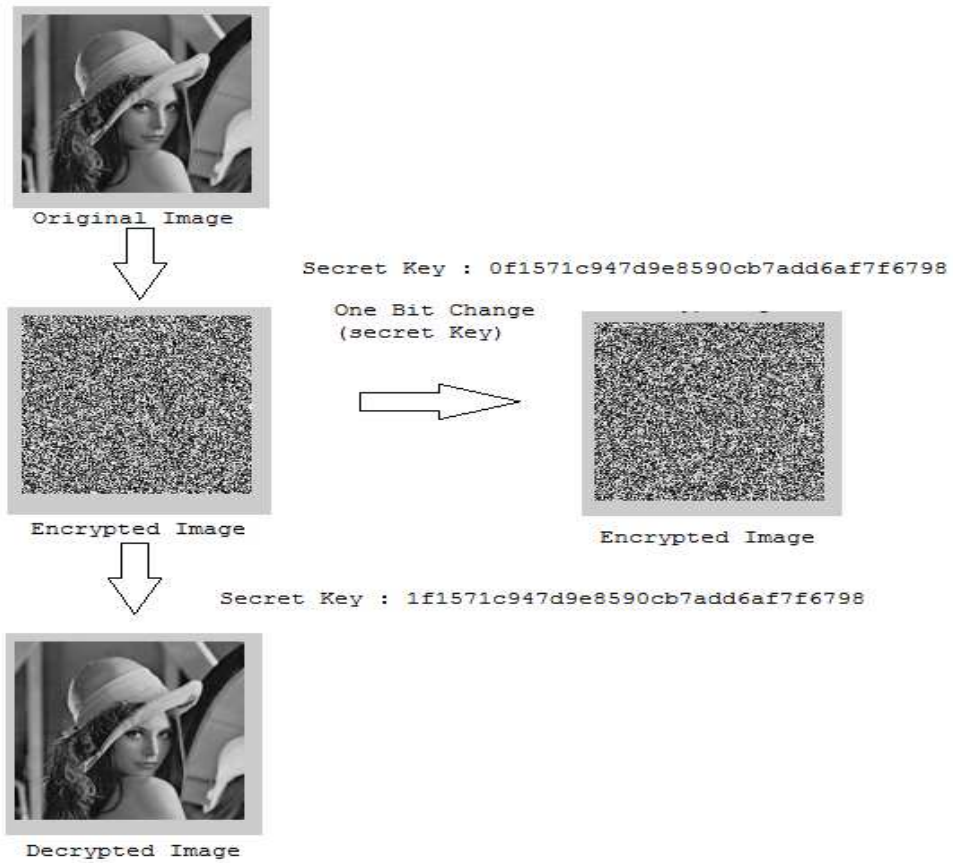 Original Image
Secret Key : 0f1571c947d9e8590cb7add6af7f6798
One Bit Change
(secret Key)
Encrypted Image
Encrypted Image
Secret Key : 1f1571c947d9e8590cb7add6af7f6798
Decrypted Image